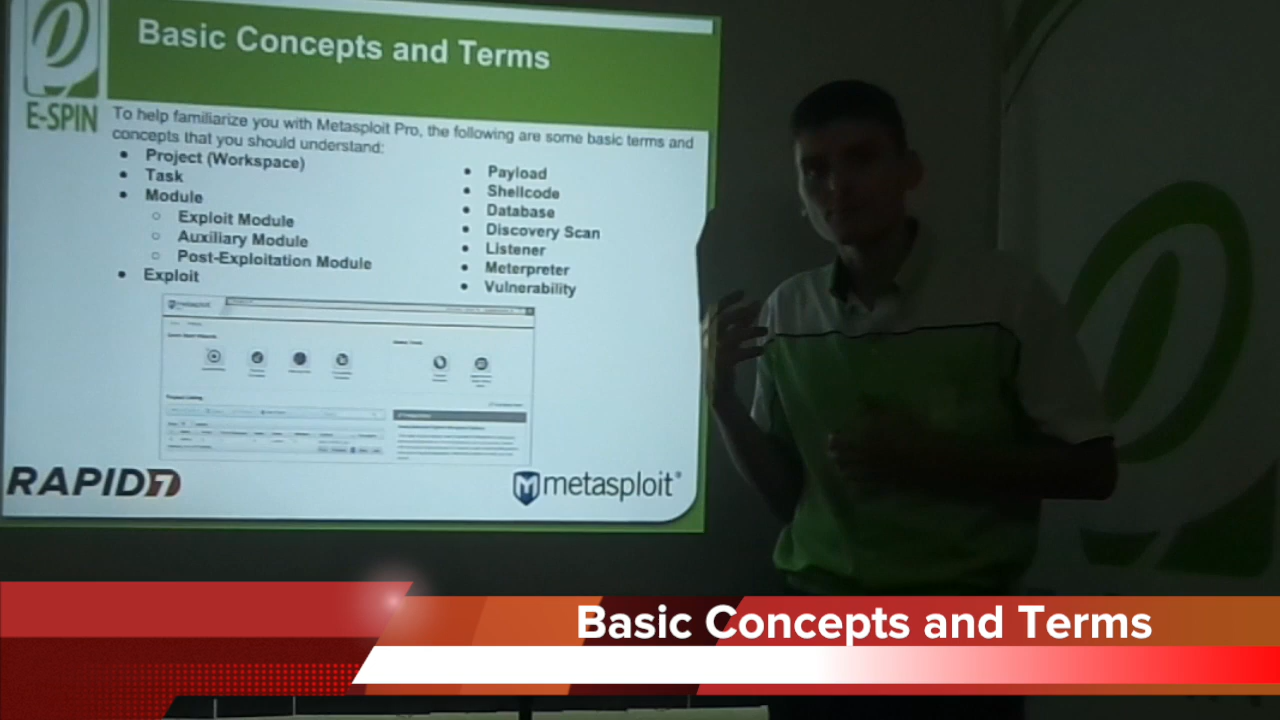 Basic Concepts and Terms
E-SPIN
To help familiarize you with Metasploit Pro, the following are some basic terms and
concepts that you should understand:
• Project (Workspace)
• Task
• Module
○ Exploit Module
○ Auxiliary Module
○ Post-Exploitation Module
• Exploit
• Payload
• Shellcode
• Database
• Discovery Scan
• Listener
• Meterpreter
• Vulnerability
metasploit
RAPID7
metasploit®
Basic Concepts and Terms